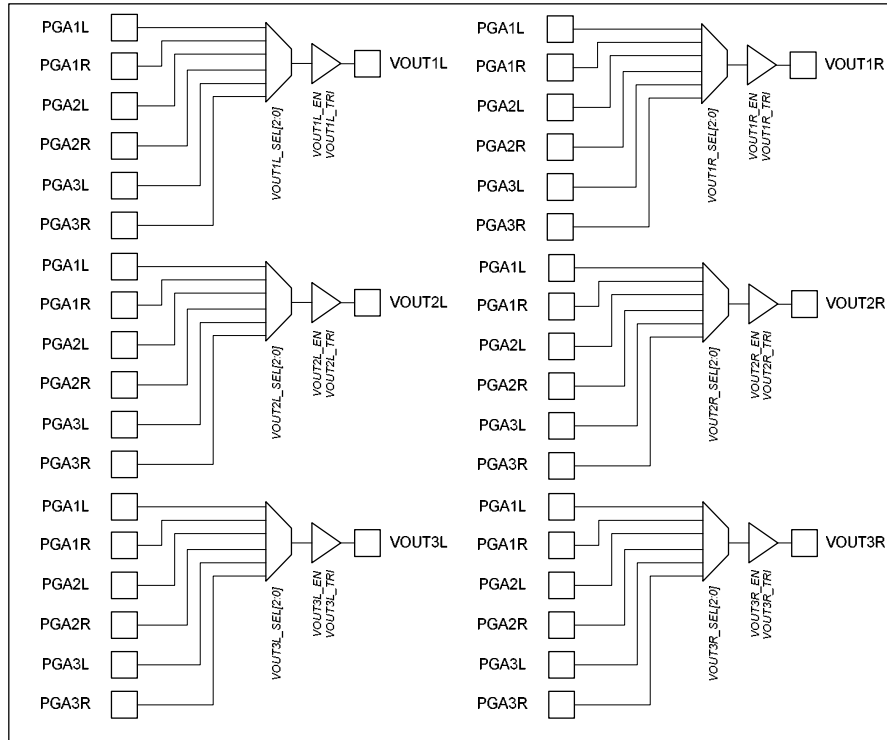 PGA1L
PGA1R
PGA2L
PGA2R
PGA3L
PGA3R
VOUT1L_SEL[2:0]
VOUT1L_EN
VOUT1L_TRI
VOUT1L
PGA1L
PGA1R
PGA2L
PGA2R
PGA3L
PGA3R
VOUT1R_SEL[2:0]
VOUT1R_EN
VOUT1R_TRI
VOUT1R
PGA1L
PGA1R
PGA2L
PGA2R
PGA3L
PGA3R
VOUT2L_SEL[2:0]
VOUT2L_EN
VOUT2L_TRI
VOUT2L
PGA1L
PGA1R
PGA2L
PGA2R
PGA3L
PGA3R
VOUT2R_SEL[2:0]
VOUT2R_EN
VOUT2R_TRI
VOUT2R
PGA1L
PGA1R
PGA2L
PGA2R
PGA3L
PGA3R
VOUT3L_SEL[2:0]
VOUT3L_EN
VOUT3L_TRI
VOUT3L
PGA1L
PGA1R
PGA2L
PGA2R
PGA3L
PGA3R
VOUT3R_SEL[2:0]
VOUT3R_EN
VOUT3R_TRI
VOUT3R